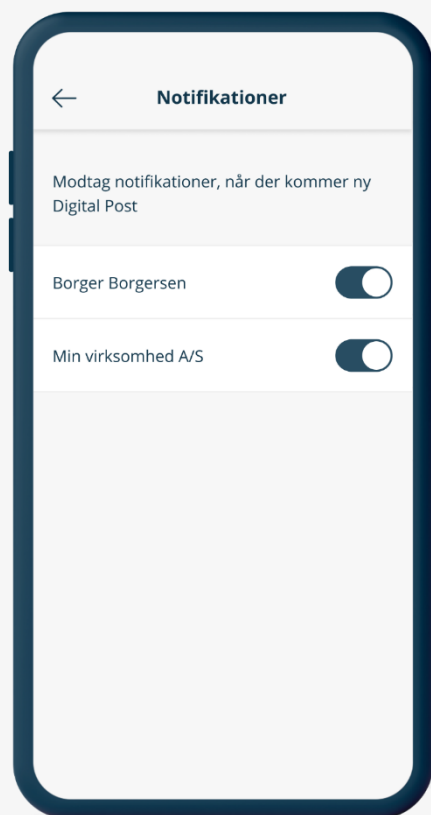 Notifikationer
Modtag notifikationer, når der kommer ny
Digital Post
Borger Borgersen
Min virksomhed A/S